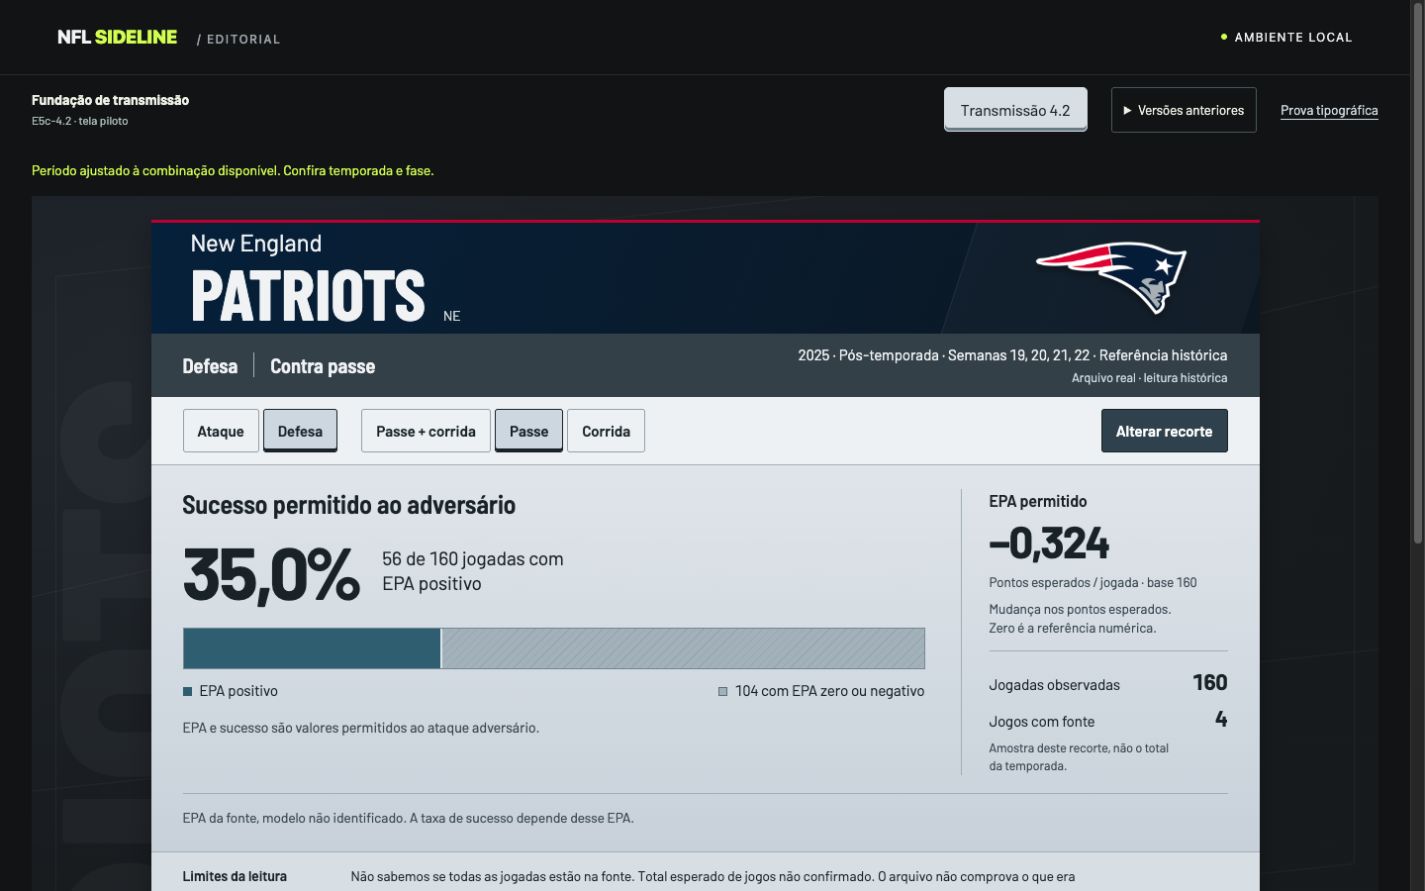 NFL SIDELINE / EDITORIAL
AMBIENTE LOCAL
Fundação de transmissão
E5c-4.2 · tela piloto
Transmissão 4.2
Versões anteriores
Prova tipográfica
Período ajustado à combinação disponível. Confira temporada e fase.
New England
PATRIOTS NE
Defesa
Contra passe
2025 · Pós-temporada · Semanas 19, 20, 21, 22 · Referência histórica
Arquivo real · leitura histórica
Ataque
Defesa
Passe + corrida
Passe
Corrida
Alterar recorte
Sucesso permitido ao adversário
35,0%
56 de 160 jogadas com
EPA positivo
EPA positivo
104 com EPA zero ou negativo
EPA e sucesso são valores permitidos ao ataque adversário.
EPA permitido
−0,324
Pontos esperados / jogada · base 160
Mudança nos pontos esperados.
Zero é a referência numérica.
Jogadas observadas 160
Jogos com fonte 4
Amostra deste recorte, não o total
da temporada.
EPA da fonte, modelo não identificado. A taxa de sucesso depende desse EPA.
Limites da leitura
Não sabemos se todas as jogadas estão na fonte. Total esperado de jogos não confirmado. O arquivo não comprova o que era